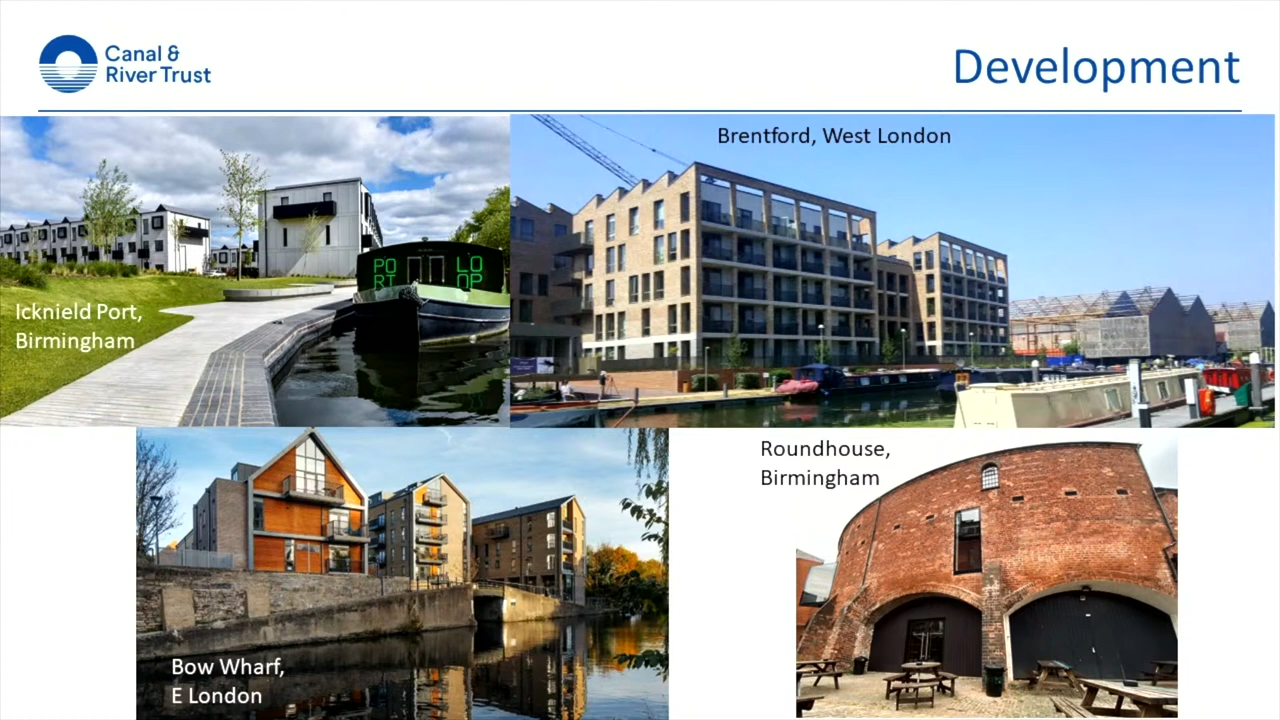 Canal &
River Trust
Development
Brentford, West London
PO LO
RT OP
Icknield Port,
Birmingham
Roundhouse,
Birmingham
Bow Wharf,
E London